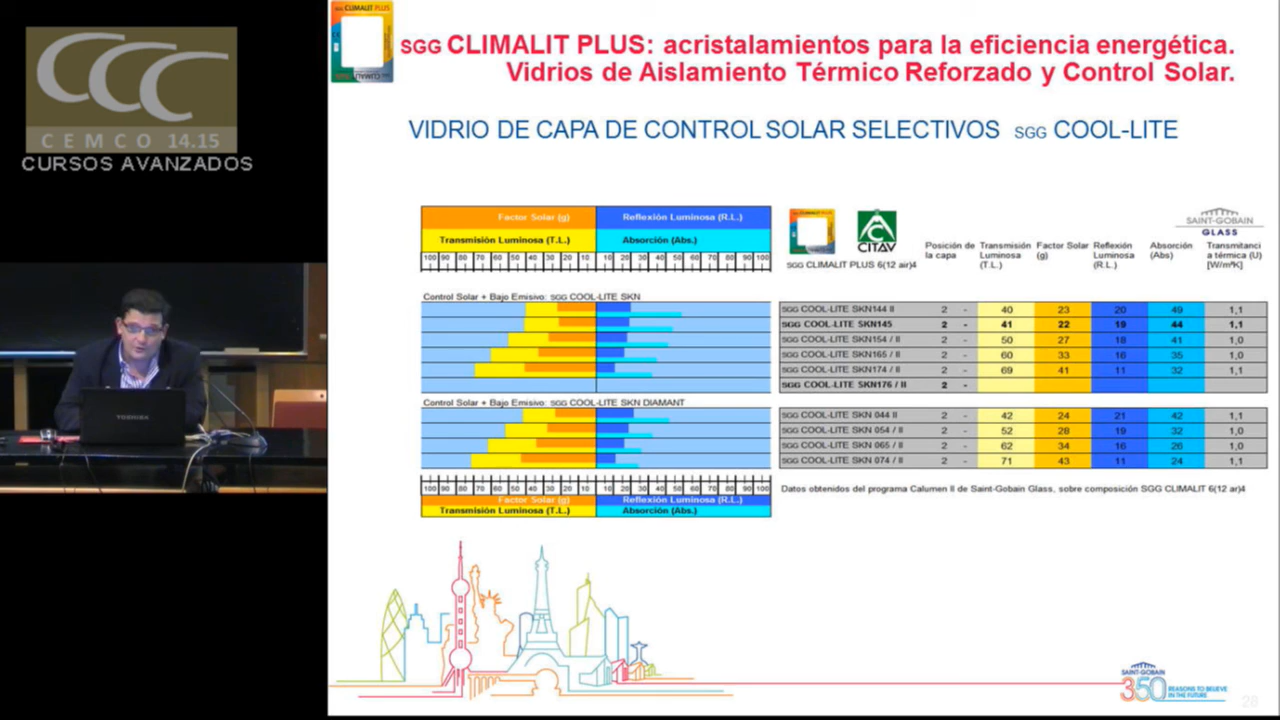 CCC
CEMCO 14.15
CURSOS AVANZADOS
TOSHIBA
SGG CLIMALIT PLUS
SGG CLIMALIT PLUS: acristalamientos para la eficiencia energética.
Vidrios de Aislamiento Térmico Reforzado y Control Solar.
VIDRIO DE CAPA DE CONTROL SOLAR SELECTIVOS SGG COOL-LITE
Factor Solar (g) Reflexión Luminosa (R.L.)
Transmisión Luminosa (T.L.) Absorción (Abs.)
100 90 80 70 60 50 40 30 20 10 10 20 30 40 50 60 70 80 90 100
CITAV
SGG CLIMALIT PLUS 6(12 air)4
SAINT-GOBAIN
GLASS
Posición de la capa Transmisión Luminosa (T.L.) Factor Solar (g) Reflexión Luminosa (R.L.) Absorción (Abs) Transmitanci a térmica (U) [W/m²K]
Control Solar + Bajo Emisivo: SGG COOL-LITE SKN
SGG COOL-LITE SKN144 II 2 - 40 23 20 49 1,1
SGG COOL-LITE SKN145 2 - 41 22 19 44 1,1
SGG COOL-LITE SKN154 / II 2 - 50 27 18 41 1,0
SGG COOL-LITE SKN165 / II 2 - 60 33 16 35 1,0
SGG COOL-LITE SKN174 / II 2 - 69 41 11 32 1,1
SGG COOL-LITE SKN176 / II 2 -
Control Solar + Bajo Emisivo: SGG COOL-LITE SKN DIAMANT
SGG COOL-LITE SKN 044 II 2 - 42 24 21 42 1,1
SGG COOL-LITE SKN 054 / II 2 - 52 28 19 32 1,0
SGG COOL-LITE SKN 065 / II 2 - 62 34 16 26 1,0
SGG COOL-LITE SKN 074 / II 2 - 71 43 11 24 1,1
100 90 80 70 60 50 40 30 20 10 10 20 30 40 50 60 70 80 90 100
Factor Solar (g) Reflexión Luminosa (R.L.)
Transmisión Luminosa (T.L.) Absorción (Abs.)
Datos obtenidos del programa Calumen II de Saint-Gobain Glass, sobre composición SGG CLIMALIT 6(12 ar)4
SAINT-GOBAIN
350 REASONS TO BELIEVE
IN THE FUTURE
28